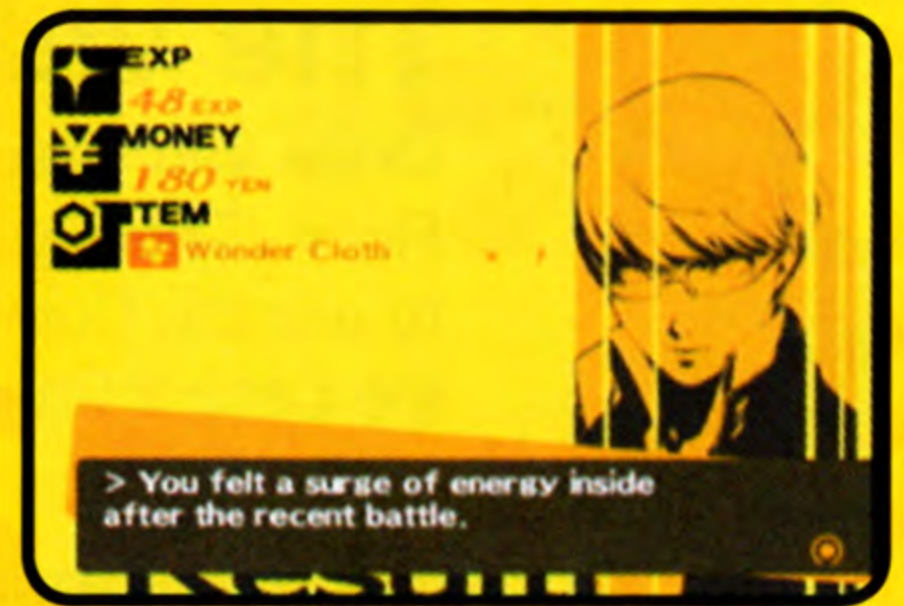 EXP
48 EXP
MONEY
180 YEN
ITEM
Wonder Cloth
> You felt a surge of energy inside
after the recent battle.
Result